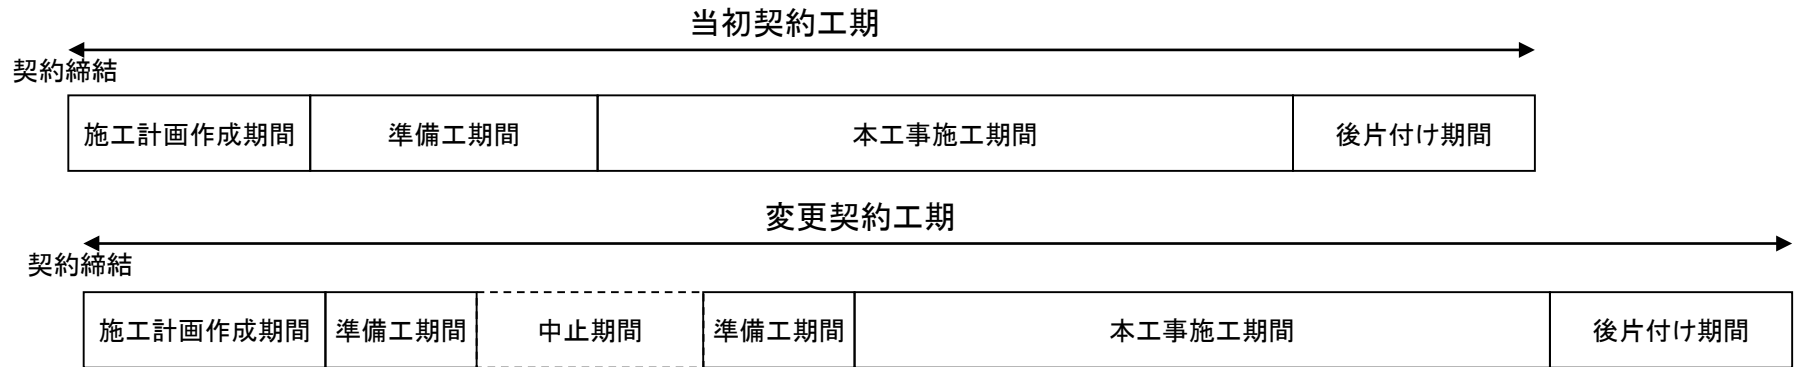 当初契約工期
契約締結
施工計画作成期間 準備工期間 本工事施工期間 後片付け期間
変更契約工期
契約締結
施工計画作成期間 準備工期間 中止期間 準備工期間 本工事施工期間 後片付け期間